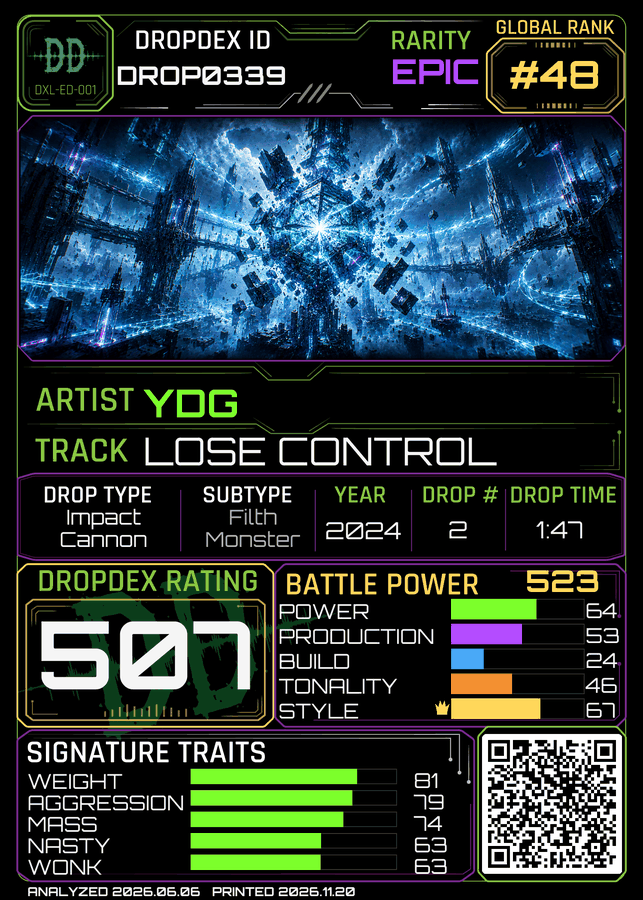 DD
DXL-ED-001
DROPDEX ID
DROP0339
RARITY
EPIC
GLOBAL RANK
#48
ARTIST YDG
TRACK LOSE CONTROL
DROP TYPE
Impact
Cannon
SUBTYPE
Filth
Monster
YEAR
2024
DROP #
2
DROP TIME
1:47
DROPDEX RATING
507
BATTLE POWER 523
POWER 64
PRODUCTION 53
BUILD 24
TONALITY 46
STYLE 67
SIGNATURE TRAITS
WEIGHT 81
AGGRESSION 79
MASS 74
NASTY 63
WONK 63
ANALYZED 2026.06.06 PRINTED 2026.11.20